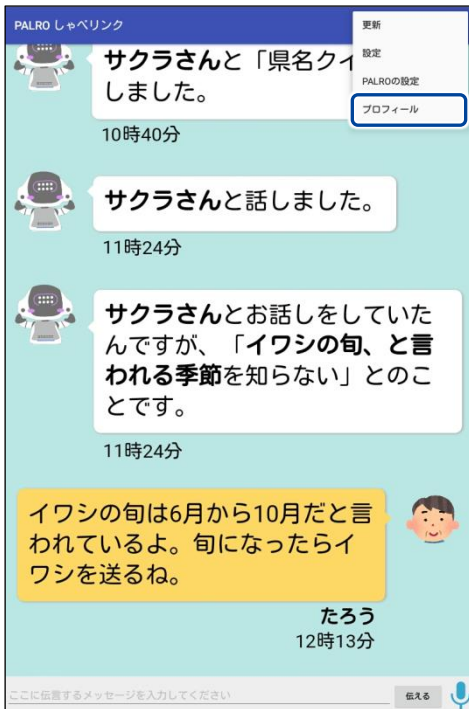 PALRO しゃべリンク
更新
設定
PALROの設定
プロフィール
サクラさんと「県名クイ
しました。
10時40分
サクラさんと話しました。
11時24分
サクラさんとお話しをしていた
んですが、「イワシの旬、と言
われる季節を知らない」とのこ
とです。
11時24分
イワシの旬は6月から10月だと言
われているよ。旬になったらイ
ワシを送るね。
たろう
12時13分
ここに伝言するメッセージを入力してください
伝える